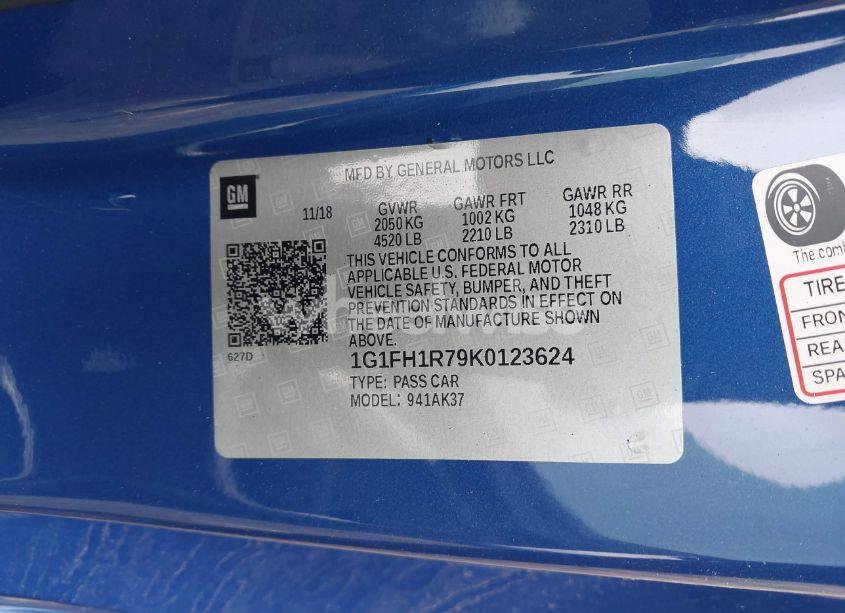 MFD BY GENERAL MOTORS LLC
GM
11/18
GVWR GAWR FRT GAWR RR
2050 KG 1002 KG 1048 KG
4520 LB 2210 LB 2310 LB
THIS VEHICLE CONFORMS TO ALL
APPLICABLE U.S. FEDERAL MOTOR
VEHICLE SAFETY, BUMPER, AND THEFT
PREVENTION STANDARDS IN EFFECT ON
THE DATE OF MANUFACTURE SHOWN
ABOVE.
627D
1G1FH1R79K0123624
TYPE: PASS CAR
MODEL: 941AK37
The comb
TIRE
FRON
REA
SPA